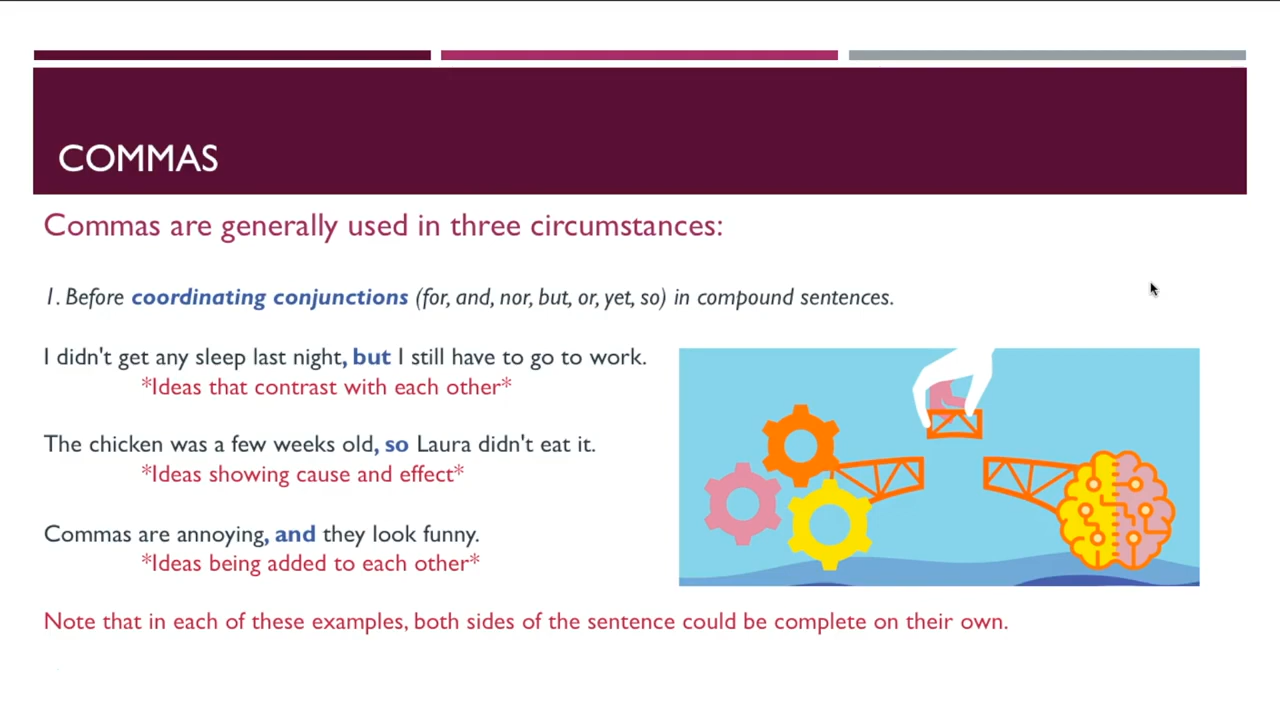 COMMAS
Commas are generally used in three circumstances:
1. Before coordinating conjunctions (for, and, nor, but, or, yet, so) in compound sentences.
I didn't get any sleep last night, but I still have to go to work.
*Ideas that contrast with each other*
The chicken was a few weeks old, so Laura didn't eat it.
*Ideas showing cause and effect*
Commas are annoying, and they look funny.
*Ideas being added to each other*
Note that in each of these examples, both sides of the sentence could be complete on their own.